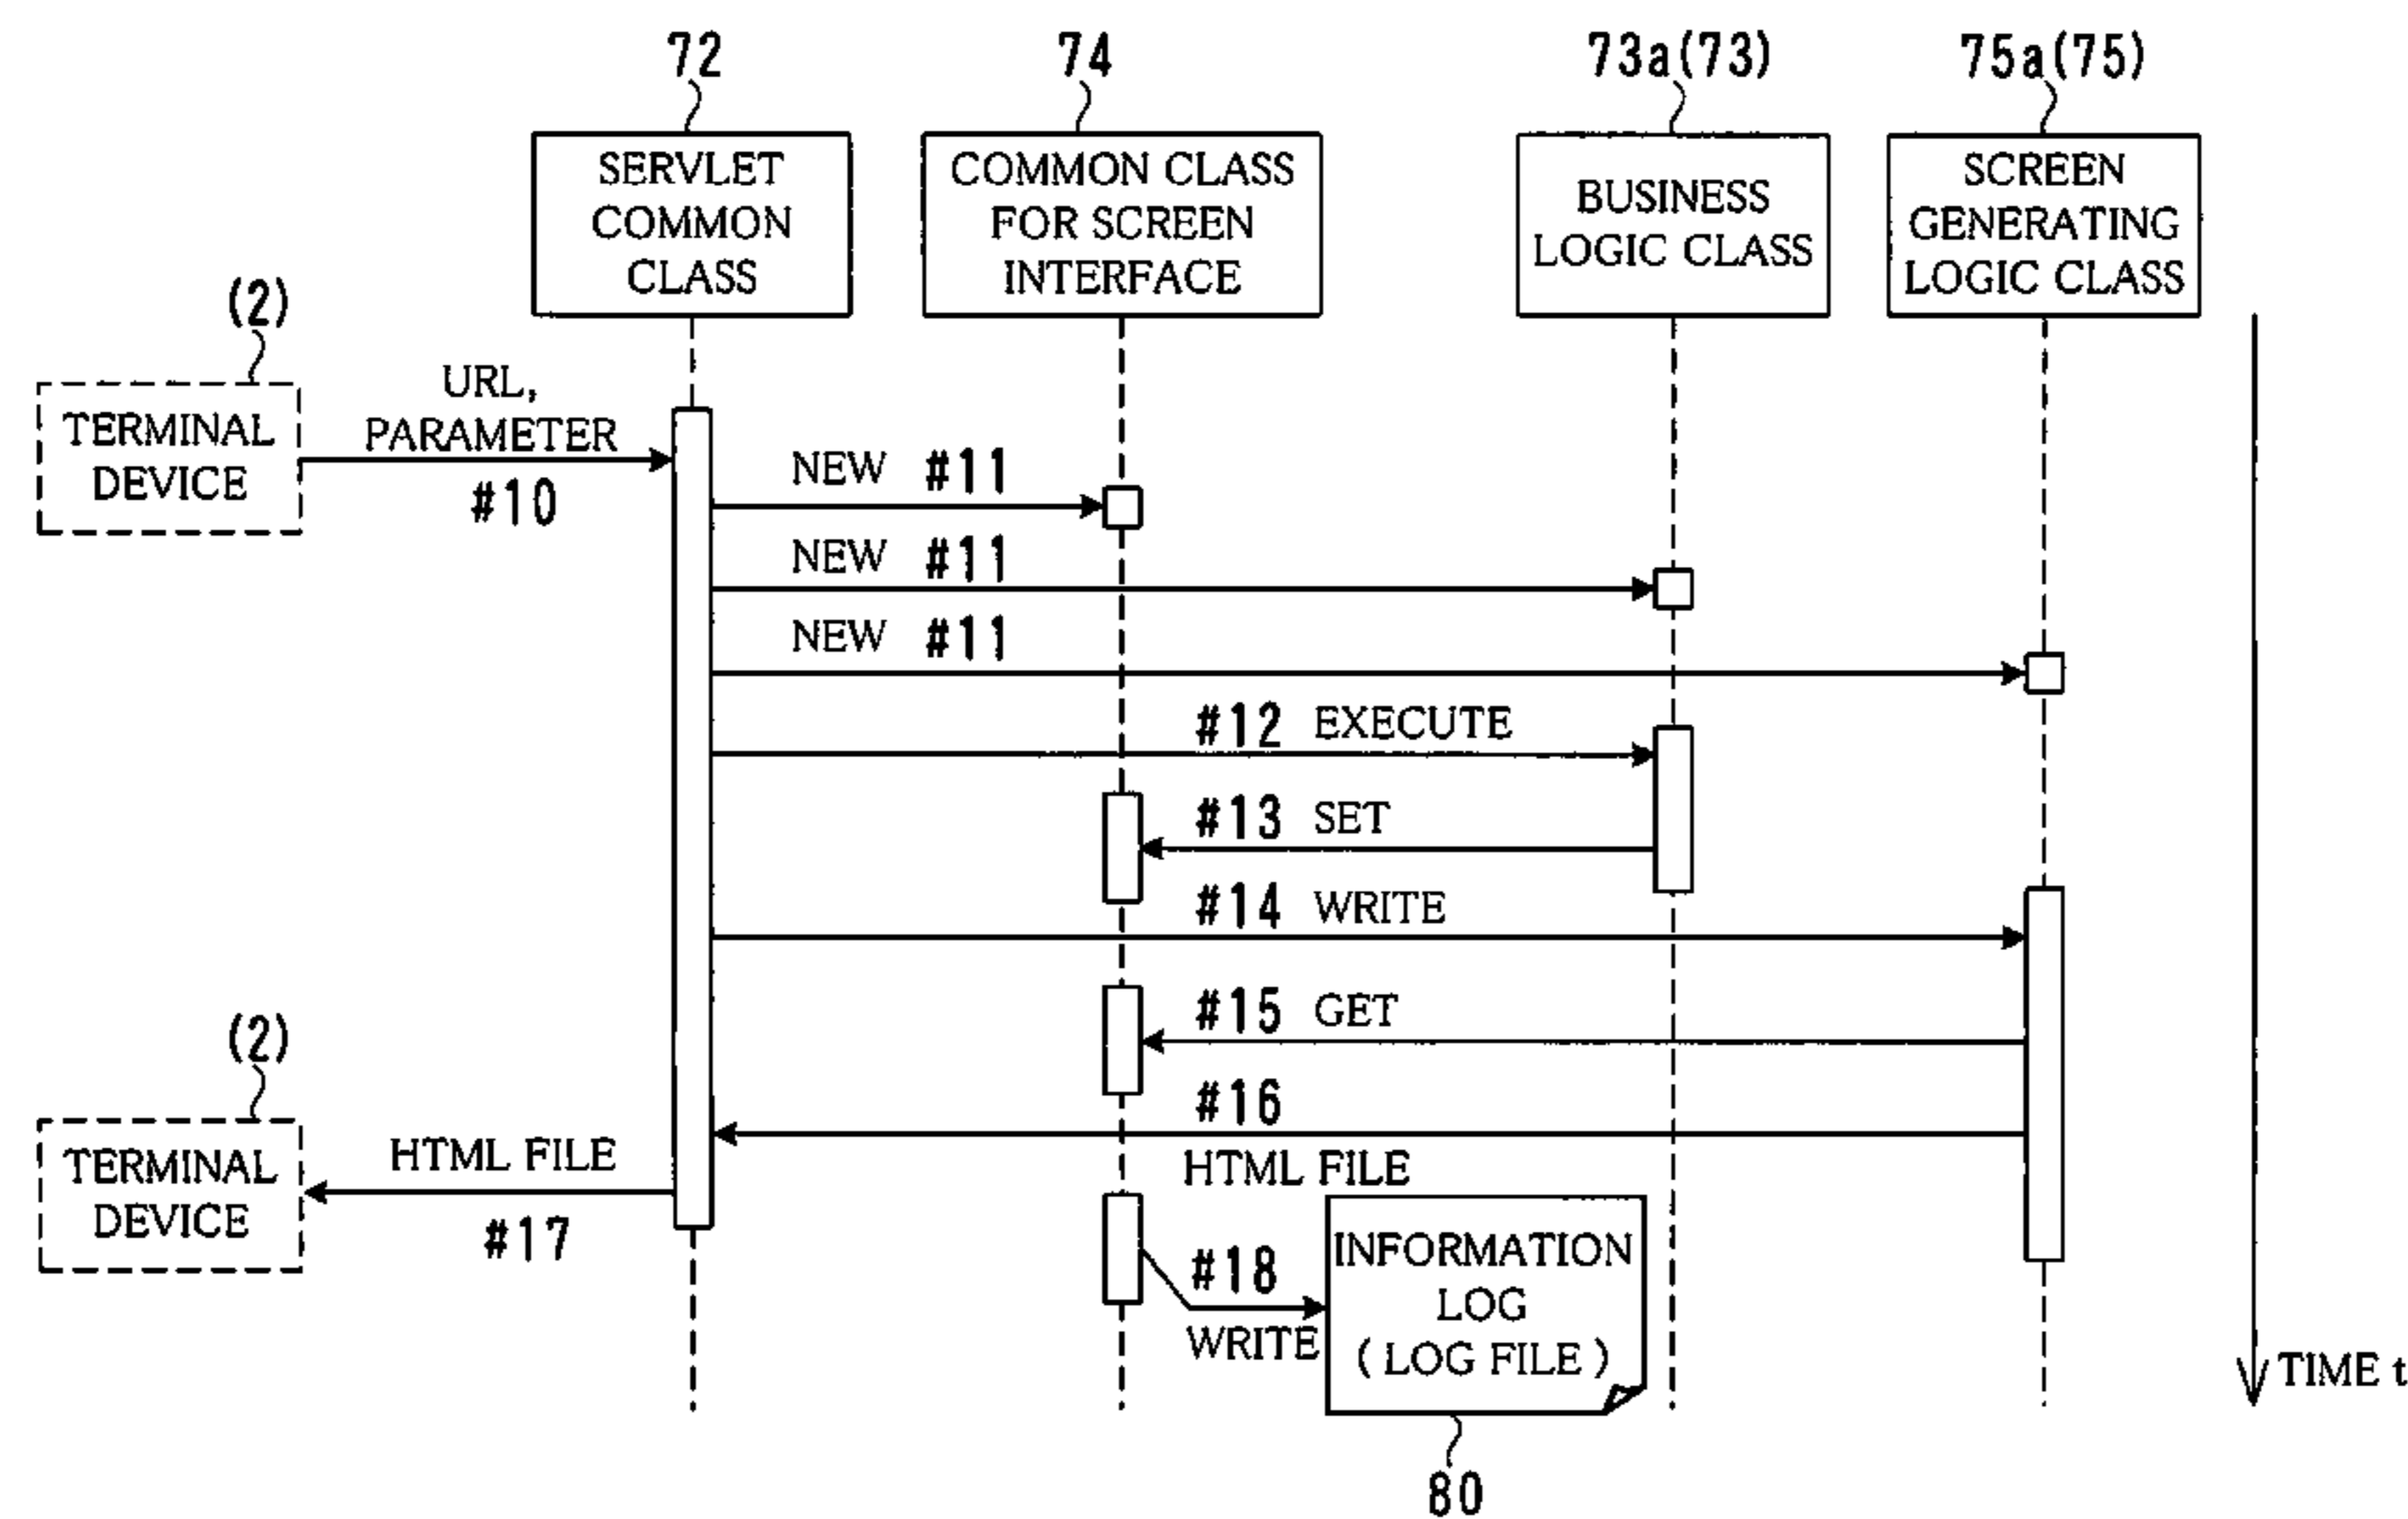 72
74
73a(73)
75a(75)
SERVLET
COMMON
CLASS
COMMON CLASS
FOR SCREEN
INTERFACE
BUSINESS
LOGIC CLASS
SCREEN
GENERATING
LOGIC CLASS
(2)
TERMINAL
DEVICE
URL,
PARAMETER
#10
NEW #11
NEW #11
NEW #11
#12 EXECUTE
#13 SET
#14 WRITE
#15 GET
#16
HTML FILE
(2)
TERMINAL
DEVICE
HTML FILE
#17
#18
WRITE
INFORMATION
LOG
( LOG FILE )
80
TIME t